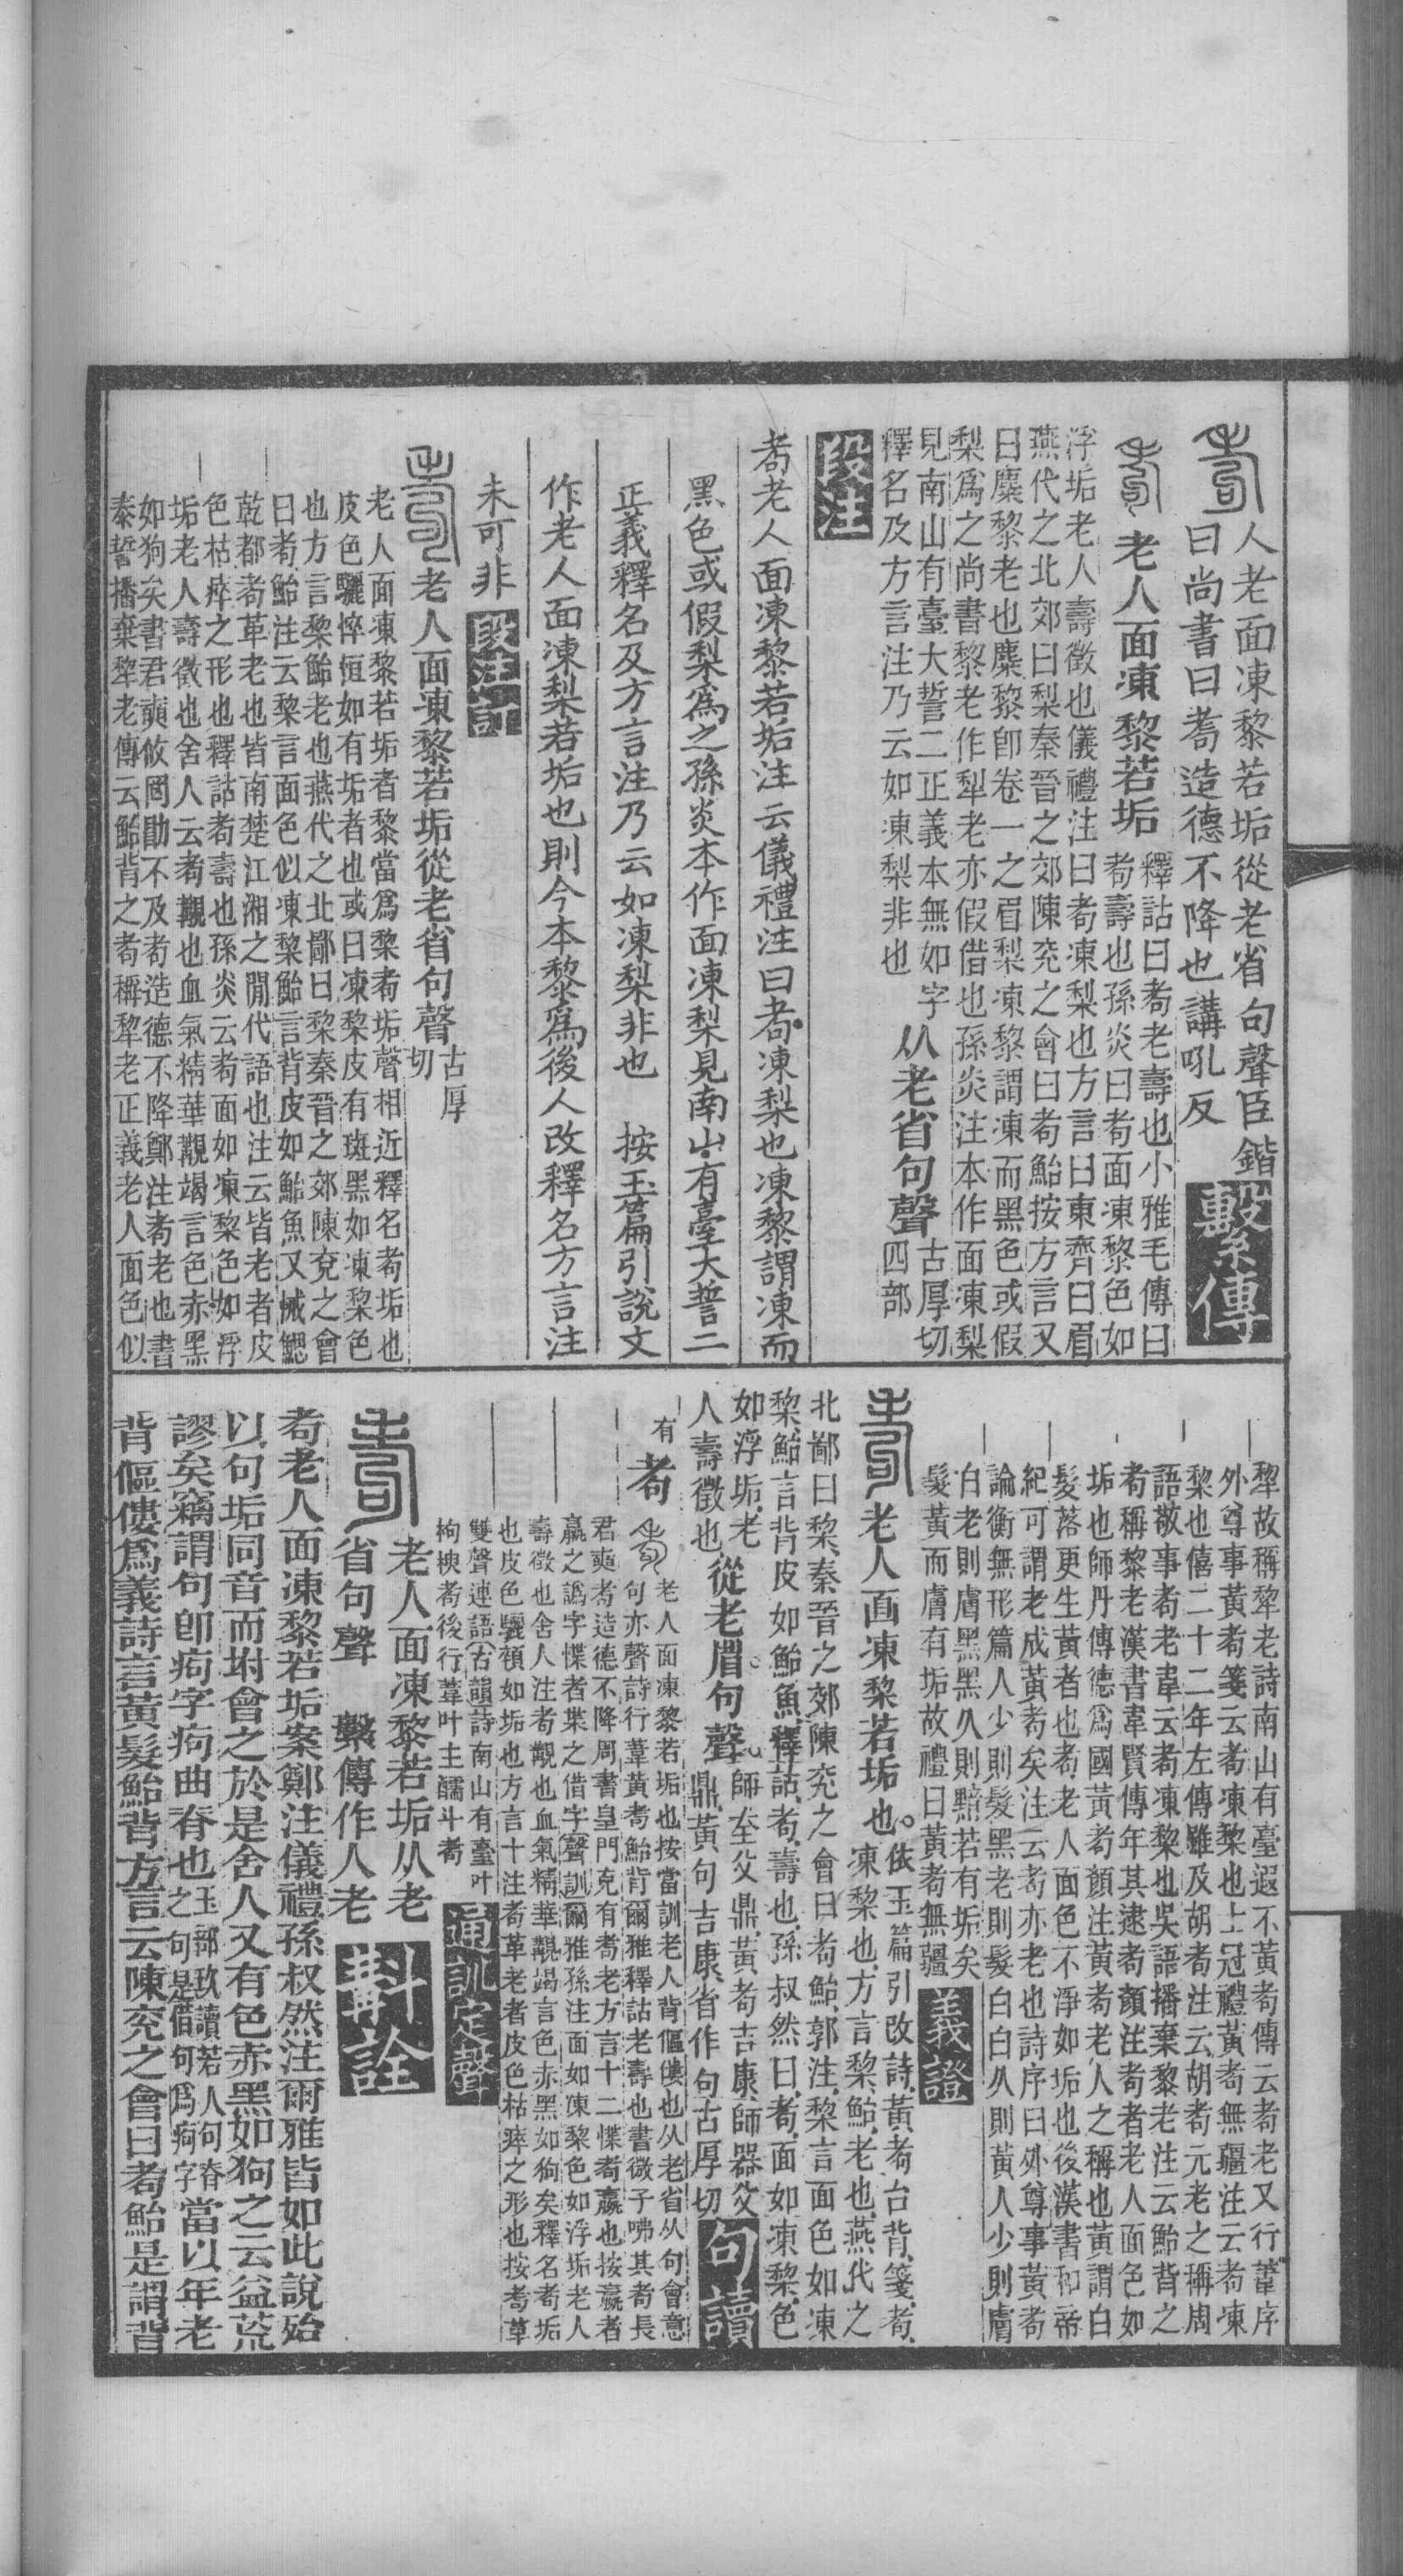 人老面凍黎若垢從老省句聲臣鍇
曰尚書曰耇造德不降也講吼反
繫傳
老人面凍黎若垢
釋詁曰耇老壽也小雅毛傳曰
耇壽也孫炎曰耇面凍黎色如
浮垢老人壽徵也儀禮注曰耇凍梨也方言曰東齊曰眉
燕代之北郊曰梨秦晉之郊陳兗之會曰耇鮐按方言又
曰麋黎老也麋黎卽卷一之眉梨凍黎謂凍而黑色或假
梨爲之尚書黎老作犁老亦假借也孫炎注本作面凍梨
見南山有臺大誓二正義本無如字
釋名及方言注乃云如凍梨非也
从老省句聲
古厚切
四部
段注
耇老人面凍黎若垢注云儀禮注曰耇凍梨也凍黎謂凍而
黑色或假梨爲之孫炎本作面凍梨見南山有臺大誓二
正義釋名及方言注乃云如凍梨非也 按玉篇引說文
作老人面凍梨若垢也則今本黎爲後人改釋名方言注
未可非
段注訂
老人面凍黎若垢從老省句聲
古厚
切
老人面凍黎若垢者黎當爲棃耇垢聲相近釋名耇垢也
皮色驪悴恒如有垢者也或曰凍棃皮有斑黑如凍棃色
也方言棃鮐老也燕代之北鄙曰棃秦晉之郊陳兗之會
曰耇鮐注云棃言面色似凍棃鮐言背皮如鮐魚又惐鰓
乾都耇革老也皆南楚江湘之閒代語也注云皆老者皮
色枯瘁之形也釋詁耇壽也孫炎云耇面如凍棃色如浮
垢老人壽徵也舍人云耇覯也血氣精華覯竭言色赤黑
如狗矣書君奭攸罔勖不及耇造德不降鄭注耇老也書
泰誓播棄犂老傳云鮐背之耇稱犂老正義老人面色似
犂故稱犂老詩南山有臺遐不黃耇傳云耇老又行葦序
外尊事黃耇箋云耇凍棃也士冠禮黃耇無疆注云耇凍
棃也僖二十二年左傳雖及胡耇注云胡耇元老之稱周
語敬事耇老韋云耇凍棃也吳語播棄黎老注云鮐背之
耇稱黎老漢書韋賢傳年其逮耇顏注耇者老人面色如
垢也師丹傳德爲國黃耇顏注黃耇老人之稱也黃謂白
髮落更生黃者也耇老人面色不淨如垢也後漢書和帝
紀可謂老成黃耇矣注云耇亦老也詩序曰外尊事黃耇
論衡無形篇人少則髮黑老則髮白白久則黃人少則膚
白老則膚黑黑久則黯若有垢矣
髮黃而膚有垢故禮曰黃耇無疆
義證
老人面凍黎若垢也
依玉篇引改詩黃耇台背箋耇
凍黎也方言棃鮐老也燕代之
北鄙曰棃秦晉之郊陳兗之會曰耇鮐郭注棃言面色如凍
棃鮐言背皮如鮐魚釋詁耇壽也孫叔然曰耇面如凍棃色
如浮垢老
人壽徵也
從老眉句聲
師至父鼎黃耇吉康師器父
鼎黃句吉康省作句古厚切
句讀
有
耇
老人面凍黎若垢也按當訓老人背傴僂也从老省从句會意
句亦聲詩行葦黃耇鮐背爾雅釋詁老壽也書微子咈其耇長
君奭耇造德不降周書皇門克有耇老方言十二惵耇蠃也按蠃者
羸之譌字惵者枼之借字聲訓爾雅孫注面如凍黎色如浮垢老人
壽徵也舍人注耇覯也血氣精華覯竭言色赤黑如狗矣釋名耇垢
也皮色驪顇如垢也方言十注耇革老者皮色枯瘁之形也按耇革
雙聲連語古韻詩南山有臺叶
枸楰耇後行葦叶主醹斗耇
通訓定聲
老人面凍黎若垢从老
省句聲 繫傳作人老
斠詮
耇老人面凍黎若垢案鄭注儀禮孫叔然注爾雅皆如此說殆
以句垢同音而坿會之於是舍人又有色赤黑如狗之云益荒
謬矣竊謂句卽痀字痀曲脊也
玉部玖讀若人句脊
之句是借句爲痀字
當以年老
背傴僂爲義詩言黃髮鮐背方言云陳兗之會曰耇鮐是謂背